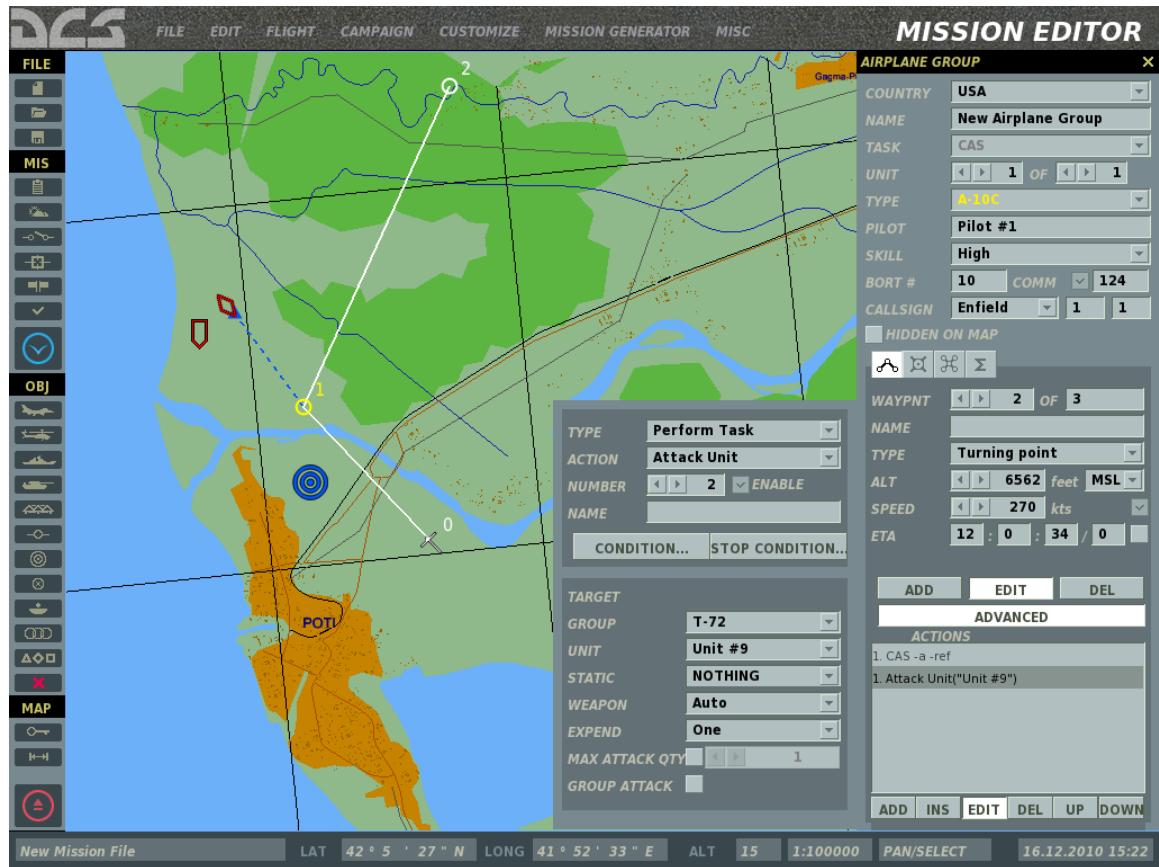 DCS FILE EDIT FLIGHT CAMPAIGN CUSTOMIZE MISSION GENERATOR MISC MISSION EDITOR
FILE
MIS
OBJ
MAP
2
1
0
POTI
AIRPLANE GROUP
COUNTRY USA
NAME New Airplane Group
TASK CAS
UNIT 1 OF 1
TYPE A-10C
PILOT Pilot #1
SKILL High
BORT # 10 COMM 124
CALLSIGN Enfield 1 1
HIDDEN ON MAP
Σ
WAYPNT 2 OF 3
NAME
TYPE Turning point
ALT 6562 feet MSL
SPEED 270 kts
ETA 12 : 0 : 34 / 0
ADD EDIT DEL
ADVANCED
ACTIONS
1. CAS -a -ref
1. Attack Unit("Unit #9")
ADD INS EDIT DEL UP DOWN
TYPE Perform Task
ACTION Attack Unit
NUMBER 2 ENABLE
NAME
CONDITION... STOP CONDITION...
TARGET
GROUP T-72
UNIT Unit #9
STATIC NOTHING
WEAPON Auto
EXPEND One
MAX ATTACK QTY 1
GROUP ATTACK
New Mission File LAT 42 ° 5 ' 27 " N LONG 41 ° 52 ' 33 " E ALT 15 1:100000 PAN/SELECT 16.12.2010 15:22